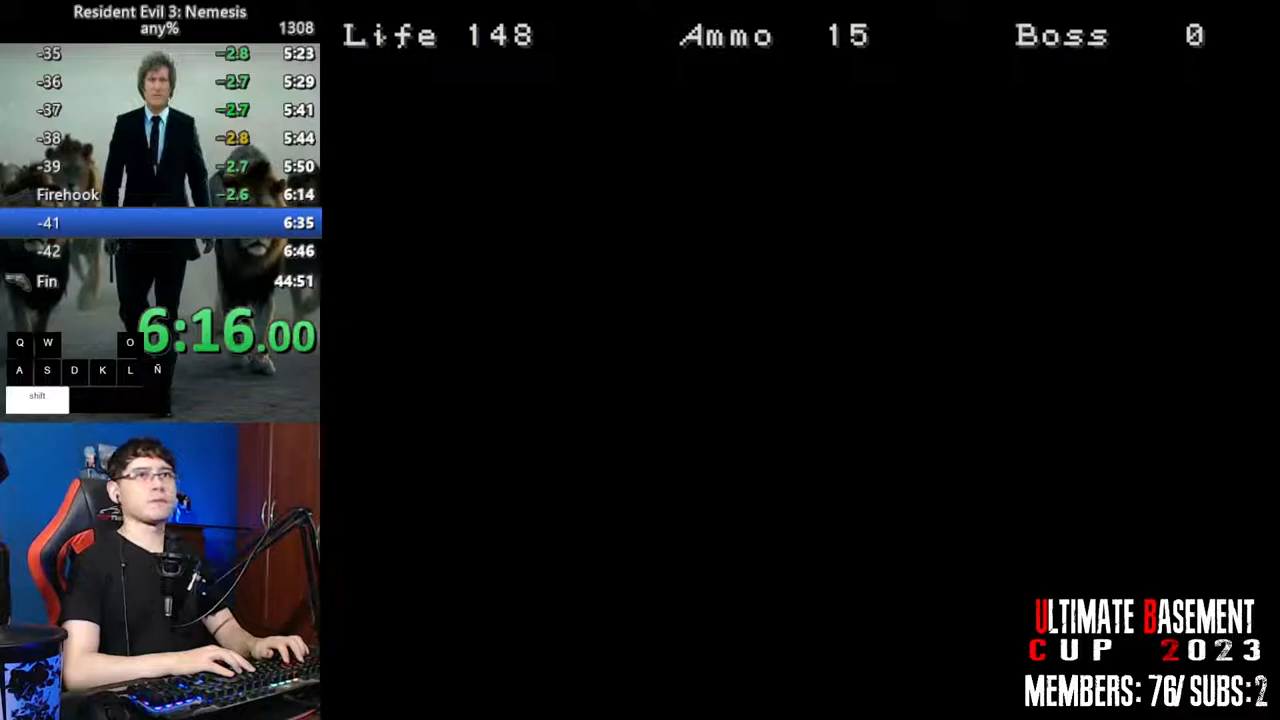 Resident Evil 3: Nemesis
any% 1308
-35 -2.8 5:23
-36 -2.7 5:29
-37 -2.7 5:41
-38 -2.8 5:44
-39 -2.7 5:50
Firehook -2.6 6:14
-41 6:35
-42 6:46
Fin 44:51
6:16.00
Q W O
A S D K L Ñ
shift
Life 148 Ammo 15 Boss 0
ULTIMATE BASEMENT
CUP 2023
MEMBERS: 76/ SUBS:2